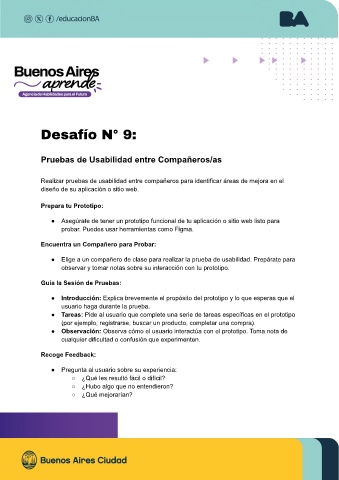 /educacionBA
BA
Buenos Aires
aprende
Agencia de Habilidades para el Futuro
Desafío N° 9:
Pruebas de Usabilidad entre Compañeros/as
Realizar pruebas de usabilidad entre compañeros para identificar áreas de mejora en el
diseño de su aplicación o sitio web.
Prepara tu Prototipo:
● Asegúrate de tener un prototipo funcional de tu aplicación o sitio web listo para
probar. Puedes usar herramientas como Figma.
Encuentra un Compañero para Probar:
● Elige a un compañero de clase para realizar la prueba de usabilidad. Prepárate para
observar y tomar notas sobre su interacción con tu prototipo.
Guía la Sesión de Pruebas:
● Introducción: Explica brevemente el propósito del prototipo y lo que esperas que el
usuario haga durante la prueba.
● Tareas: Pide al usuario que complete una serie de tareas específicas en el prototipo
(por ejemplo, registrarse, buscar un producto, completar una compra).
● Observación: Observa cómo el usuario interactúa con el prototipo. Toma nota de
cualquier dificultad o confusión que experimenten.
Recoge Feedback:
● Pregunta al usuario sobre su experiencia:
○ ¿Qué les resultó fácil o difícil?
○ ¿Hubo algo que no entendieron?
○ ¿Qué mejorarían?
Buenos Aires Ciudad